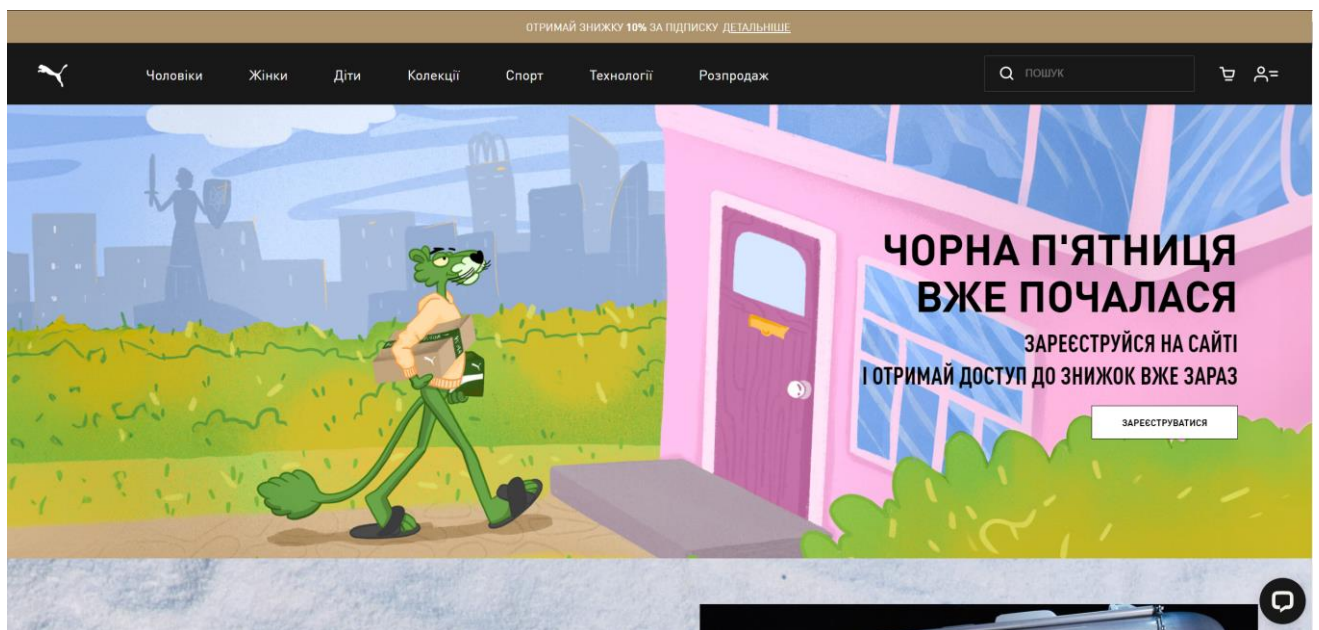 ОТРИМАЙ ЗНИЖКУ 10% ЗА ПІДПИСКУ ДЕТАЛЬНІШЕ
Чоловіки Жінки Діти Колекції Спорт Технології Розпродаж ПОШУК
ЧОРНА П'ЯТНИЦЯ
ВЖЕ ПОЧАЛАСЯ
ЗАРЕЄСТРУЙСЯ НА САЙТІ
І ОТРИМАЙ ДОСТУП ДО ЗНИЖОК ВЖЕ ЗАРАЗ
ЗАРЕЄСТРУВАТИСЯ